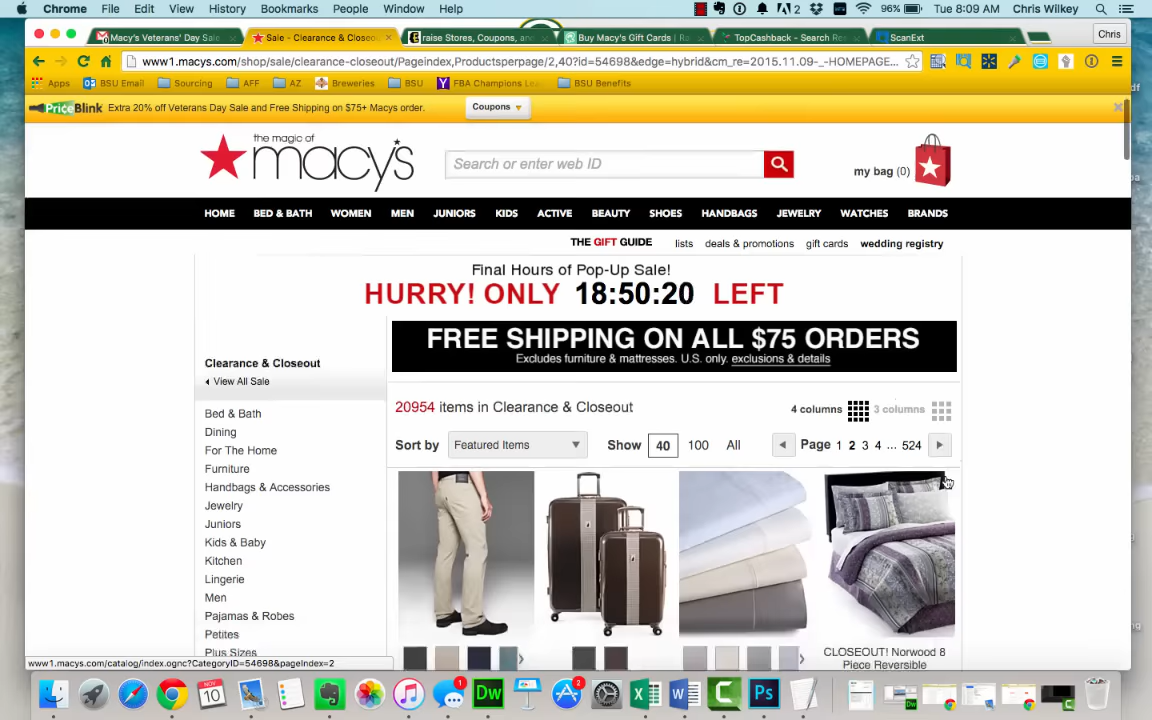 Chrome File Edit View History Bookmarks People Window Help 2 96% Tue 8:09 AM Chris Wilkey
Macy's Veterans' Day Sale Sale - Clearance & Closeou raise Stores, Coupons, an Buy Macy's Gift Cards | Ra TopCashback - Search Re ScanExt Chris
www1.macys.com/shop/sale/clearance-closeout/Pageindex,Productsperpage/2,40?id=54698&edge=hybrid&cm_re=2015.11.09-_-HOMEPAGE...
Apps BSU Email Sourcing AFF AZ Breweries BSU FBA Champions Lea BSU Benefits
PriceBlink Extra 20% off Veterans Day Sale and Free Shipping on $75+ Macys order. Coupons
the magic of
macy's
Search or enter web ID
my bag (0)
HOME BED & BATH WOMEN MEN JUNIORS KIDS ACTIVE BEAUTY SHOES HANDBAGS JEWELRY WATCHES BRANDS
THE GIFT GUIDE lists deals & promotions gift cards wedding registry
Final Hours of Pop-Up Sale!
HURRY! ONLY 18:50:20 LEFT
FREE SHIPPING ON ALL $75 ORDERS
Excludes furniture & mattresses. U.S. only. exclusions & details
Clearance & Closeout
View All Sale
20954 items in Clearance & Closeout
4 columns 3 columns
Sort by Featured Items Show 40 100 All Page 1 2 3 4 ... 524
Bed & Bath
Dining
For The Home
Furniture
Handbags & Accessories
Jewelry
Juniors
Kids & Baby
Kitchen
Lingerie
Men
Pajamas & Robes
Petites
Plus Sizes
CLOSEOUT! Norwood 8
Piece Reversible
www1.macys.com/catalog/index.ognc?CategoryID=54698&pageIndex=2
NOV
10
1
Dw
2
Ps